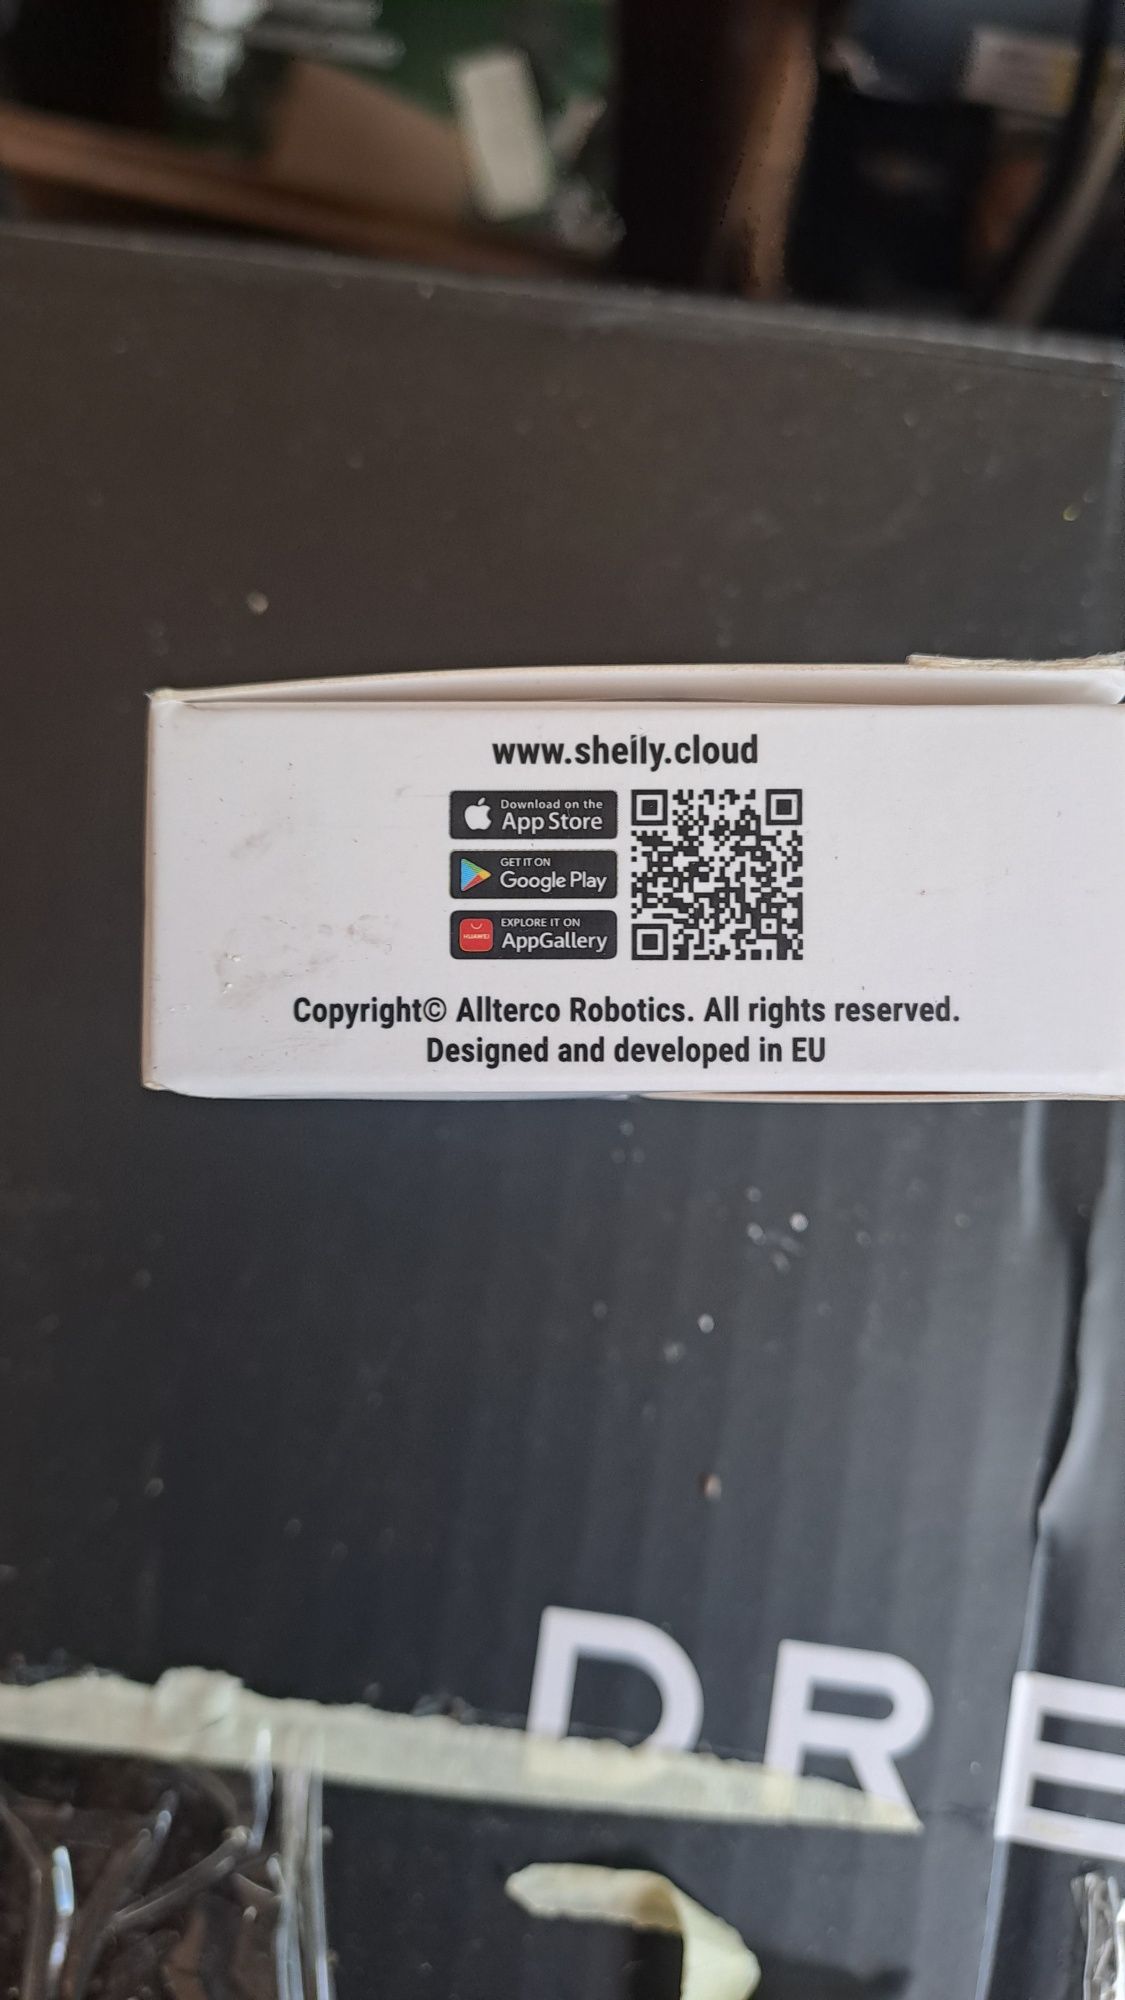 www.shelly.cloud
Download on the
App Store
GET IT ON
Google Play
HUAWEI
EXPLORE IT ON
AppGallery
Copyright© Allterco Robotics. All rights reserved.
Designed and developed in EU
DRE